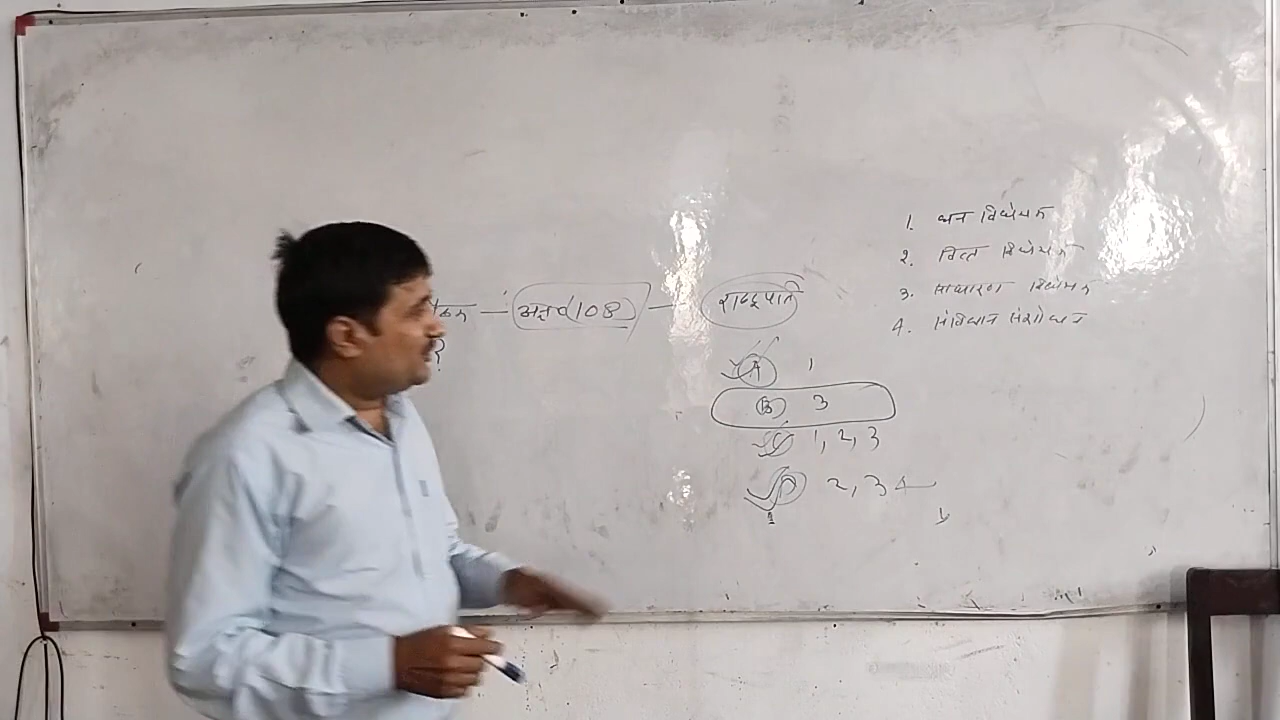 1. धन विधेयक
2. वित्त विधेयक
3. साधारण विधेयक
4. संविधान संशोधन
— अनु०(108) — राष्ट्रपति
?
(A) 1
(B) 3
(C) 1, 2, 3
(D) 2, 3 4